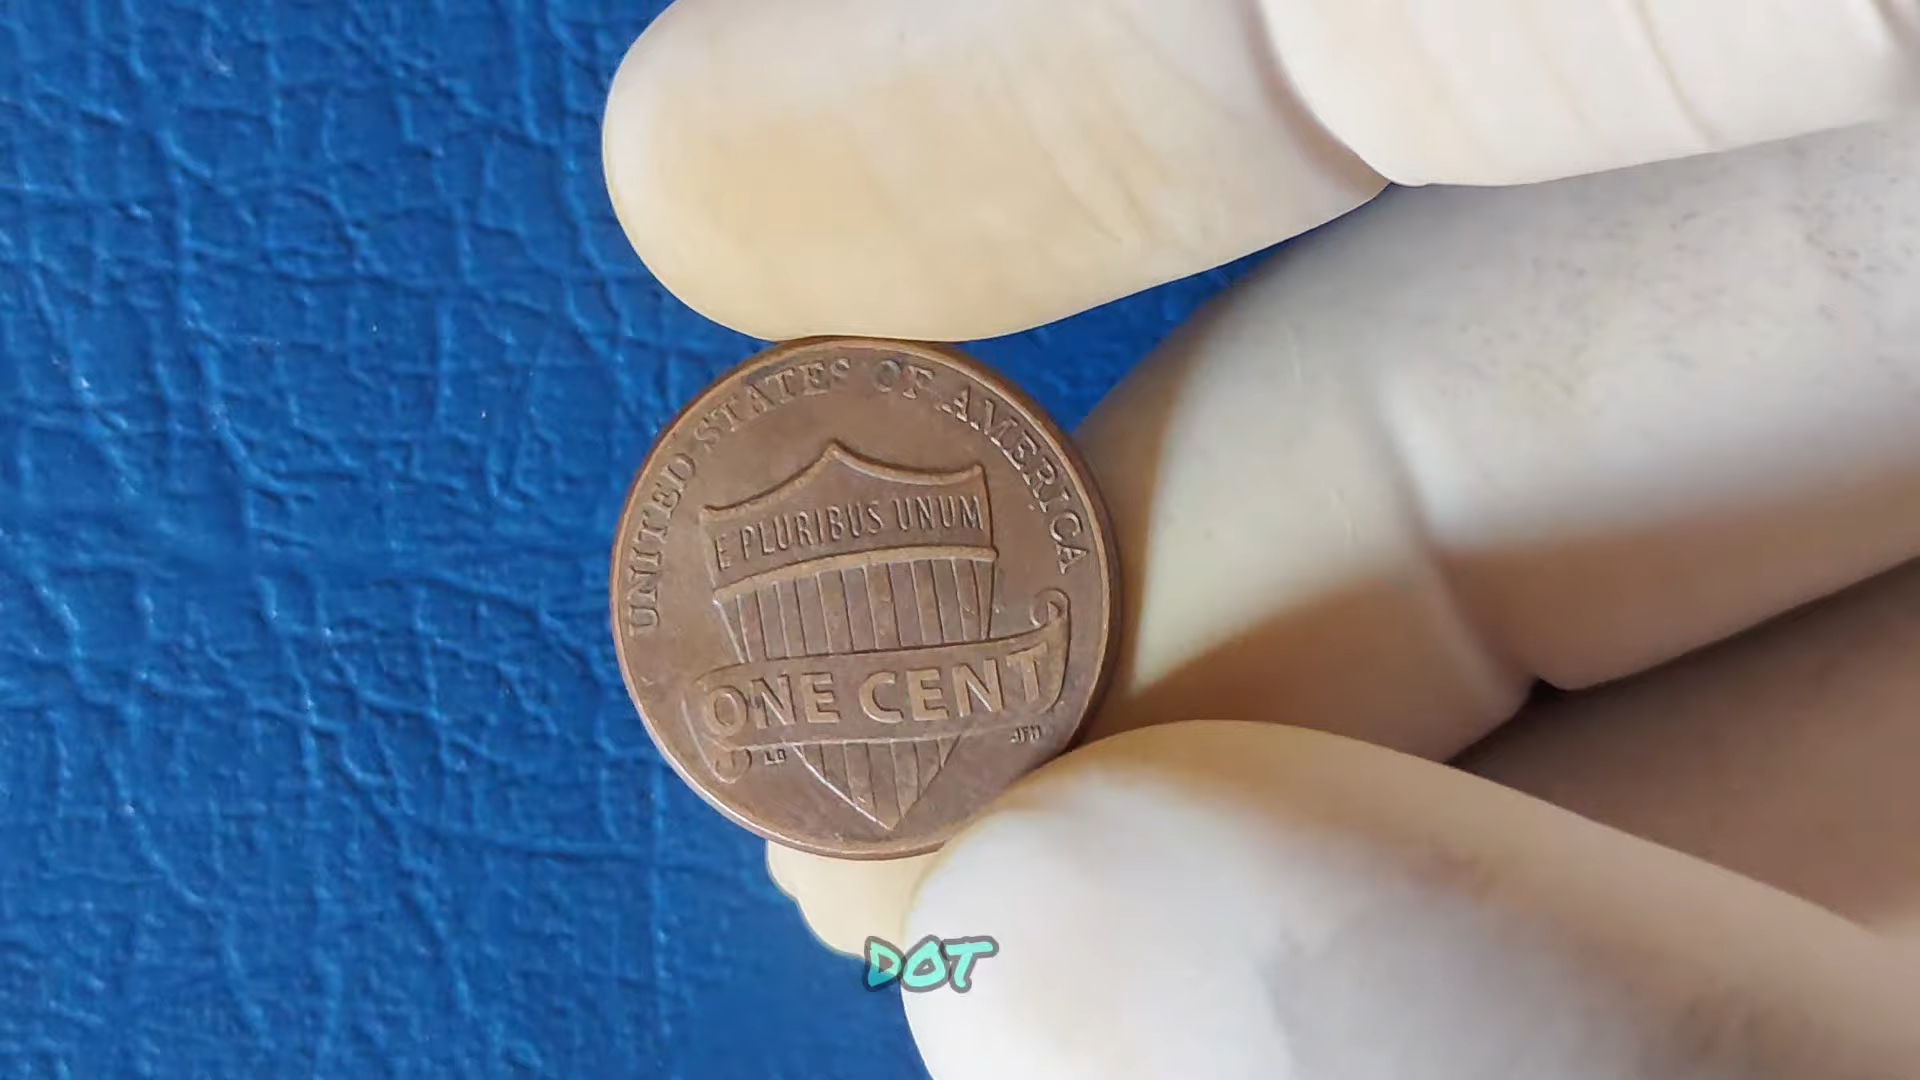 UNITED STATES OF AMERICA
E PLURIBUS UNUM
ONE CENT
LB
JFM
DOT